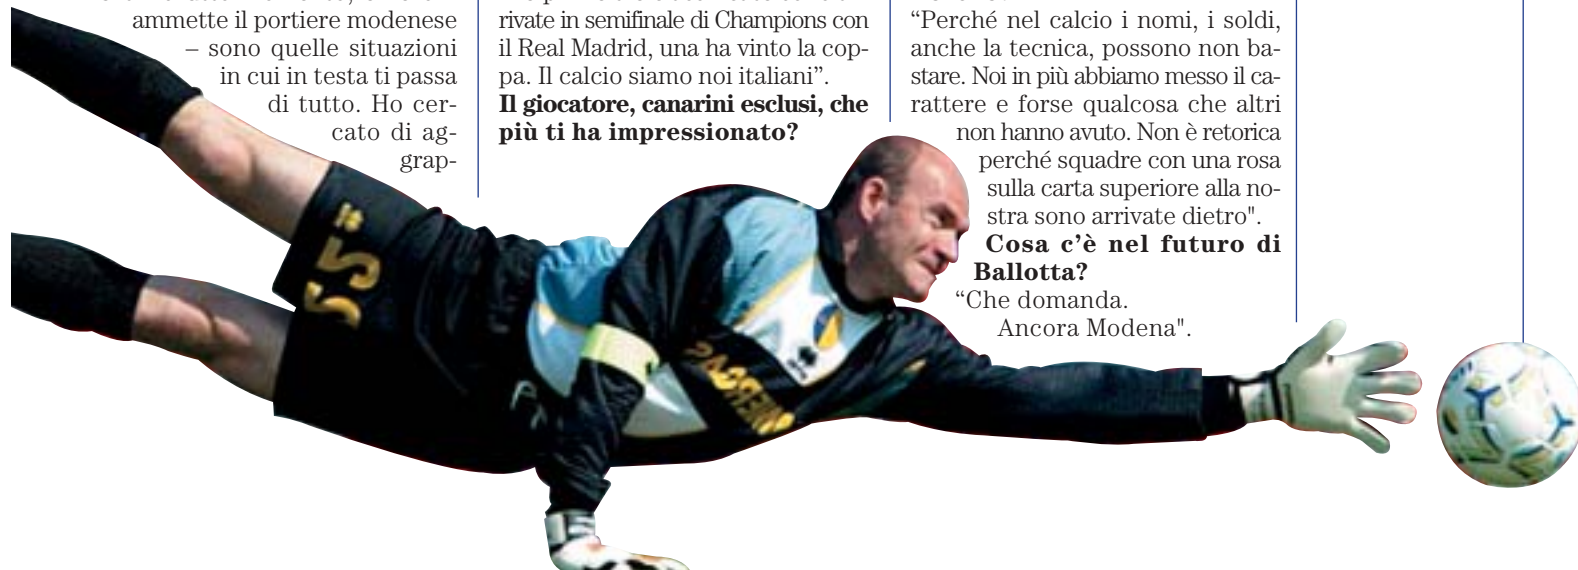 ammette il portiere modenese
– sono quelle situazioni
in cui in testa ti passa
di tutto. Ho cer-
cato di ag-
grap-
rivate in semifinale di Champions con
il Real Madrid, una ha vinto la cop-
pa. Il calcio siamo noi italiani”.
Il giocatore, canarini esclusi, che
più ti ha impressionato?
“Perché nel calcio i nomi, i soldi,
anche la tecnica, possono non ba-
stare. Noi in più abbiamo messo il ca-
rattere e forse qualcosa che altri
non hanno avuto. Non è retorica
perché squadre con una rosa
sulla carta superiore alla no-
stra sono arrivate dietro".
Cosa c’è nel futuro di
Ballotta?
“Che domanda.
Ancora Modena".